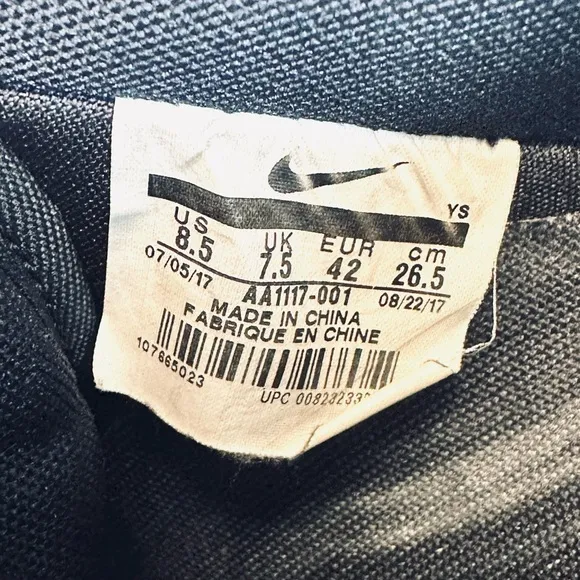 YS
US UK EUR cm
8.5 7.5 42 26.5
07/05/17 AA1117-001 08/22/17
MADE IN CHINA
FABRIQUE EN CHINE
107665023
UPC